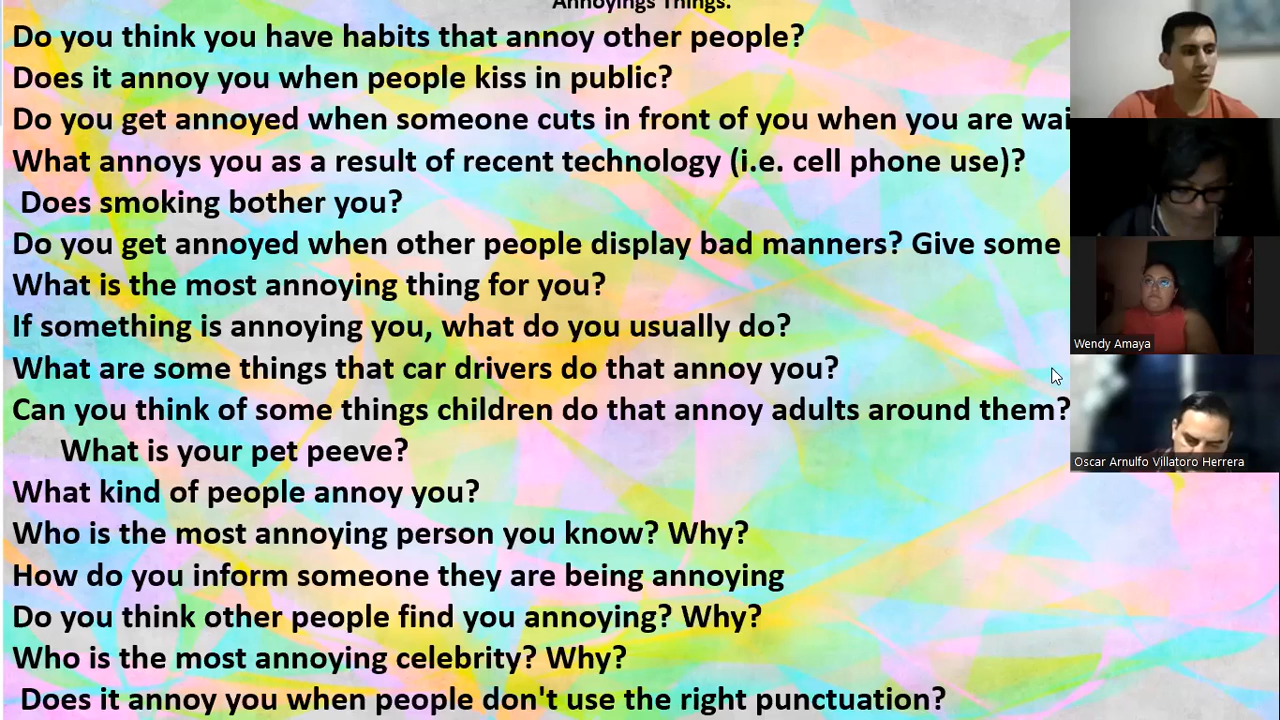 Annoyings Things.
Do you think you have habits that annoy other people?
Does it annoy you when people kiss in public?
Do you get annoyed when someone cuts in front of you when you are wai
What annoys you as a result of recent technology (i.e. cell phone use)?
Does smoking bother you?
Do you get annoyed when other people display bad manners? Give some
What is the most annoying thing for you?
If something is annoying you, what do you usually do?
What are some things that car drivers do that annoy you?
Can you think of some things children do that annoy adults around them?
What is your pet peeve?
What kind of people annoy you?
Who is the most annoying person you know? Why?
How do you inform someone they are being annoying
Do you think other people find you annoying? Why?
Who is the most annoying celebrity? Why?
Does it annoy you when people don't use the right punctuation?
Wendy Amaya
Oscar Arnulfo Villatoro Herrera